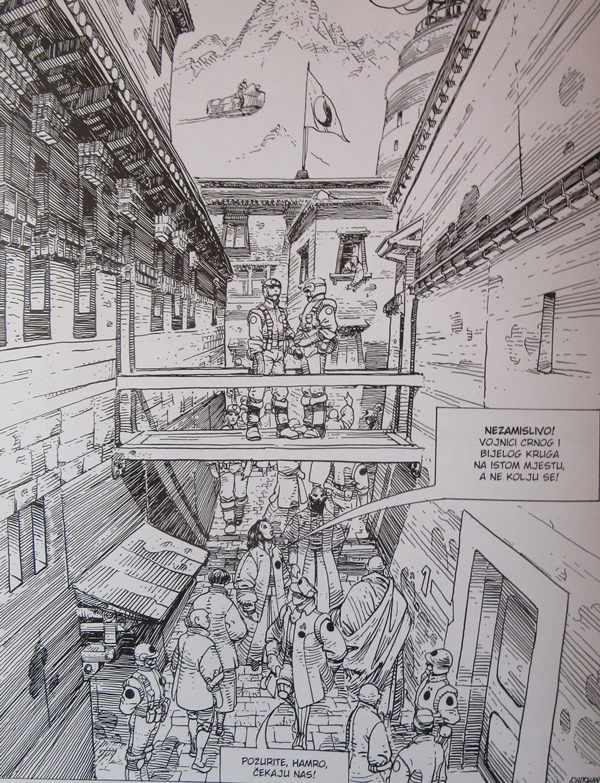 NEZAMISLIVO!
VOJNICI CRNOG I
BIJELOG KRUGA
NA ISTOM MJESTU,
A NE KOLJU SE!
POŽURITE, HAMRO,
ČEKAJU NAS!